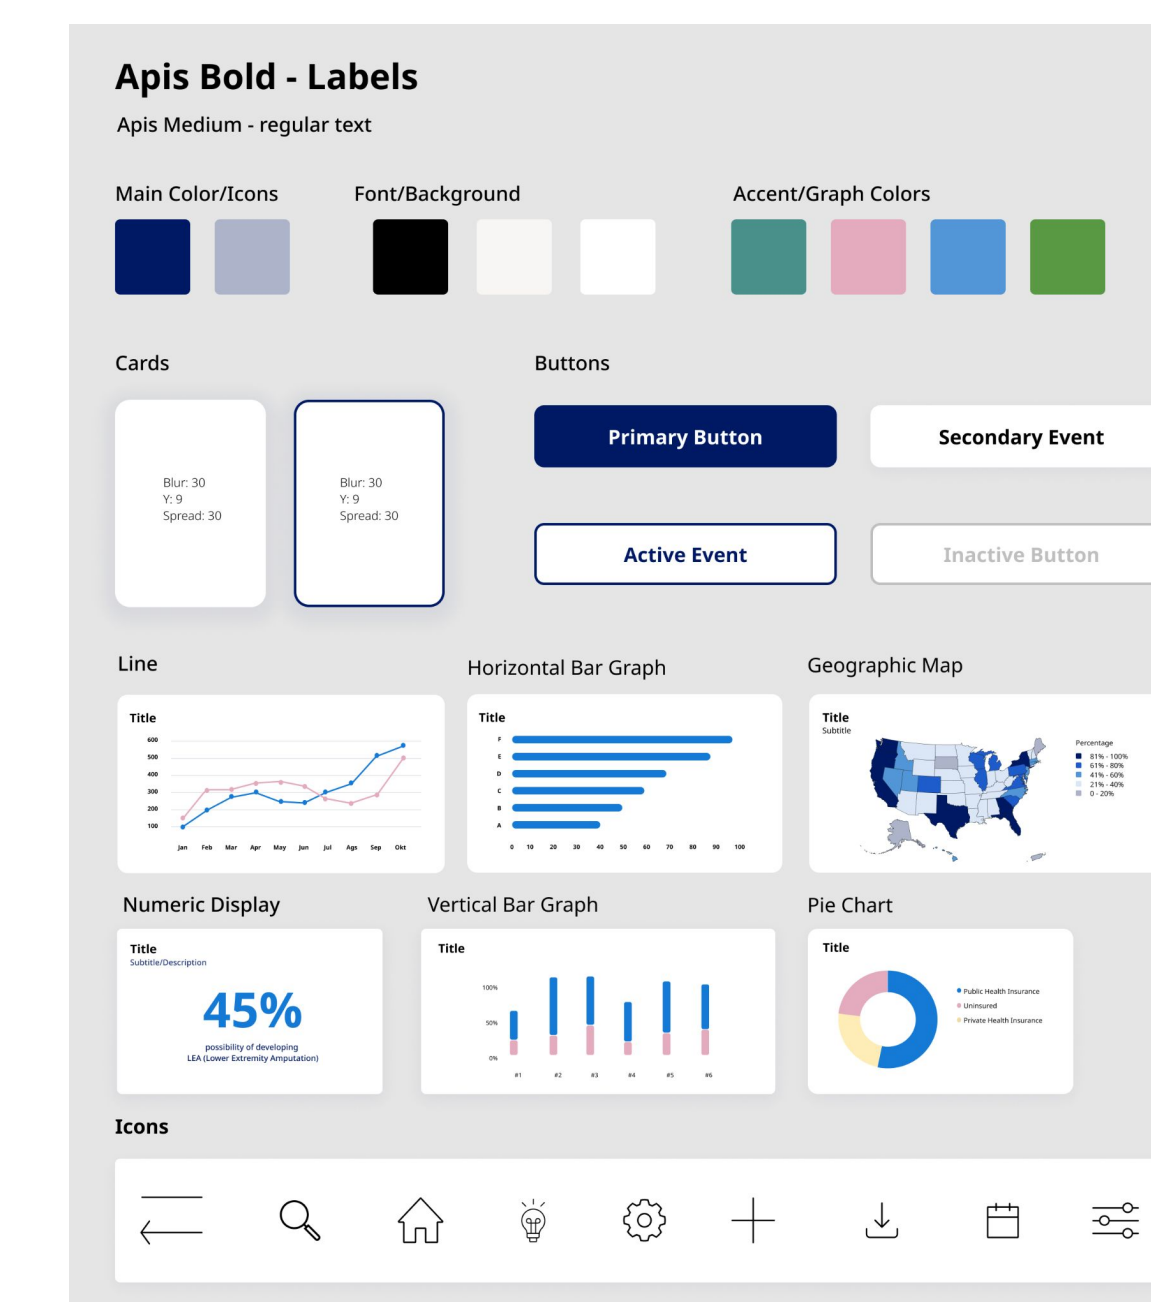 Apis Bold - Labels
Apis Medium - regular text
Main Color/Icons
Font/Background
Accent/Graph Colors
Cards
Buttons
Blur: 30
Y: 9
Spread: 30
Blur: 30
Y: 9
Spread: 30
Primary Button
Secondary Event
Active Event
Inactive Button
Line
Horizontal Bar Graph
Geographic Map
Title
600
500
400
300
200
100
Jan Feb Mar Apr May Jun Jul Ags Sep Okt
Title
F
E
D
C
B
A
0 10 20 30 40 50 60 70 80 90 100
Title
Subtitle
Percentage
81% - 100%
61% - 80%
41% - 60%
21% - 40%
0 - 20%
Numeric Display
Vertical Bar Graph
Pie Chart
Title
Subtitle/Description
45%
possibility of developing
LEA (Lower Extremity Amputation)
Title
100%
50%
0%
#1 #2 #3 #4 #5 #6
Title
Public Health Insurance
Uninsured
Private Health Insurance
Icons